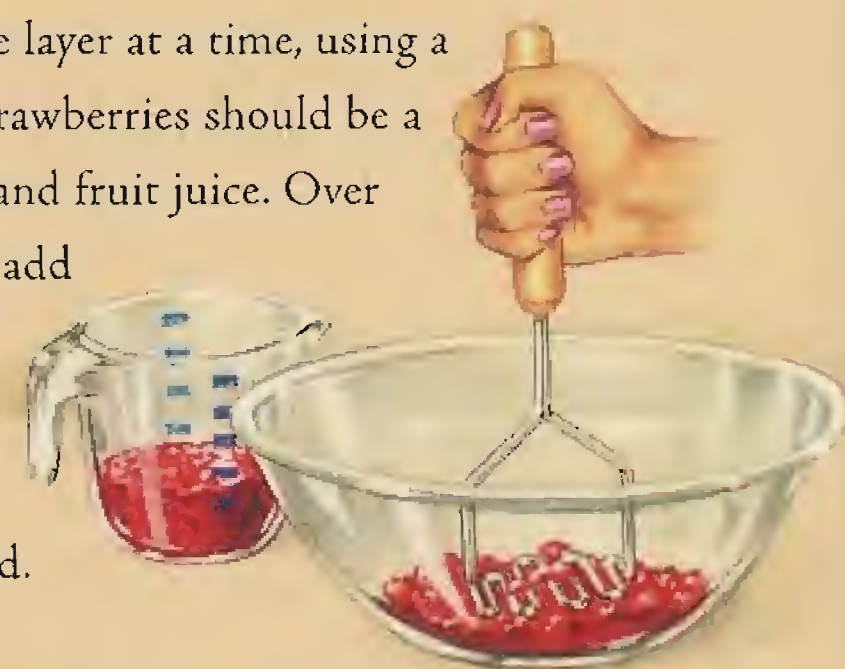 e layer at a time, using a
rawberries should be a
and fruit juice. Over
add
d.